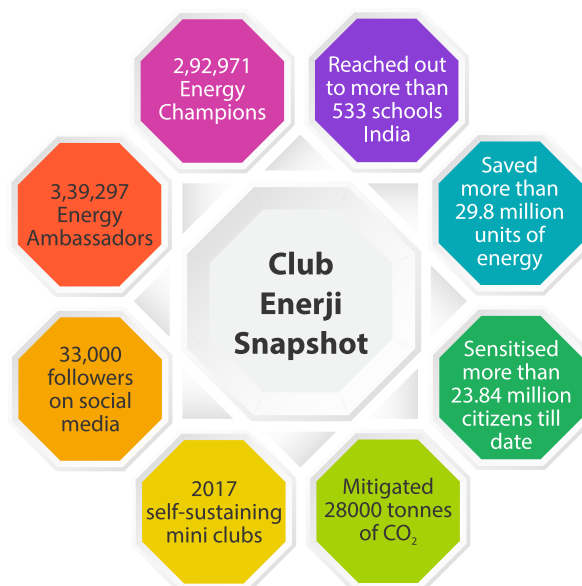 Club
Enerji
Snapshot
2,92,971
Energy
Champions
Reached out
to more than
533 schools
India
Saved
more than
29.8 million
units of
energy
Sensitised
more than
23.84 million
citizens till
date
Mitigated
28000 tonnes
of CO₂
2017
self-sustaining
mini clubs
33,000
followers
on social
media
3,39,297
Energy
Ambassadors